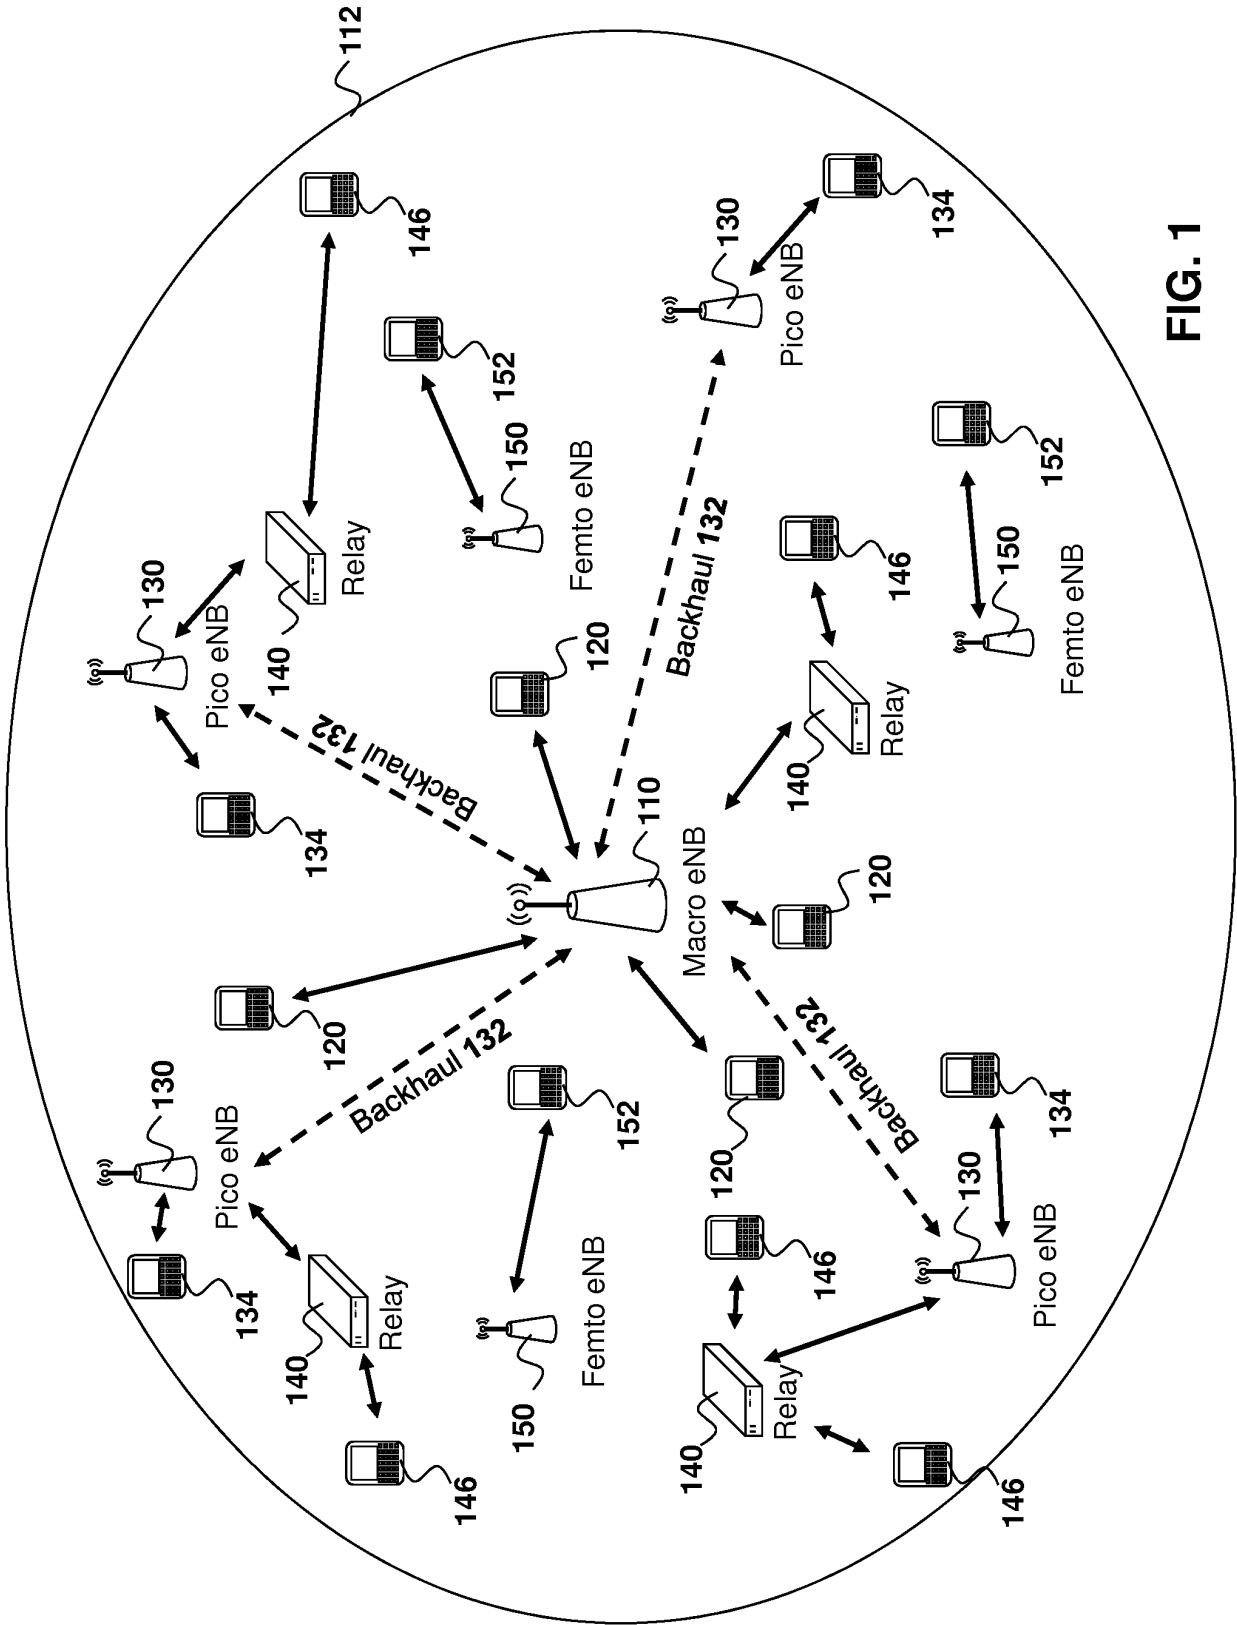 112
130
130
Pico eNB
Pico eNB
134
140
140
134
120
Relay
Relay
Backhaul 132
Backhaul 132
146
146
152
150
150
Femto eNB
Femto eNB
120
152
110
Macro eNB
Backhaul 132
130
140
120
Relay
Pico eNB
140
146
Backhaul 132
120
Relay
146
134
130
146
150
Pico eNB
152
134
Femto eNB
FIG. 1